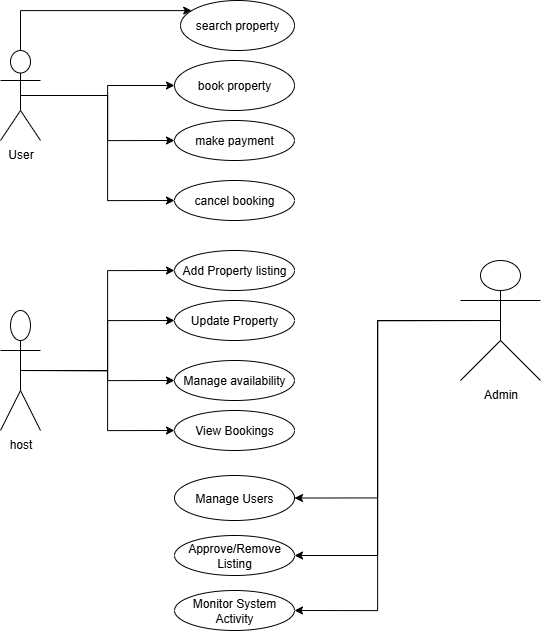 search property
book property
make payment
User
cancel booking
Add Property listing
Update Property
Manage availability
Admin
host
View Bookings
Manage Users
Approve/Remove
Listing
Monitor System
Activity